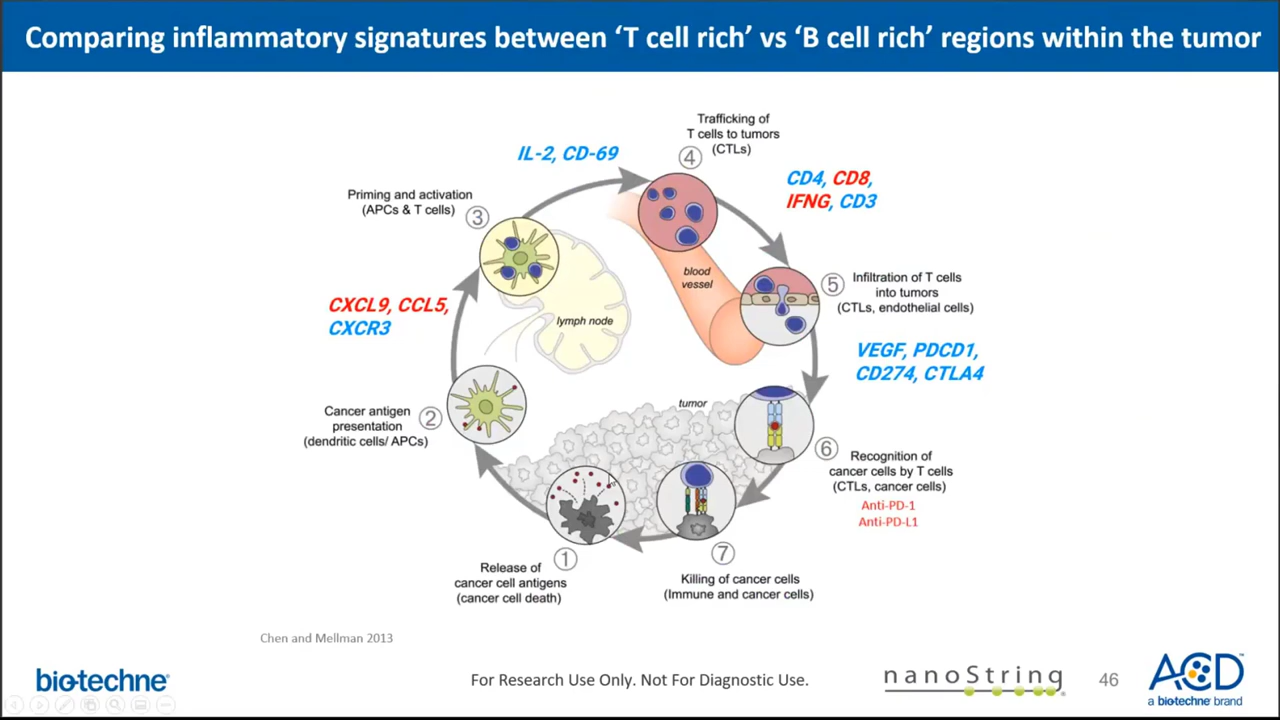 Comparing inflammatory signatures between ‘T cell rich’ vs ‘B cell rich’ regions within the tumor
Trafficking of
T cells to tumors
(CTLs)
4
IL-2, CD-69
CD4, CD8,
IFNG, CD3
Priming and activation
(APCs & T cells)
3
blood
vessel
5
Infiltration of T cells
into tumors
(CTLs, endothelial cells)
CXCL9, CCL5,
CXCR3
lymph node
VEGF, PDCD1,
CD274, CTLA4
Cancer antigen
presentation
(dendritic cells/ APCs)
2
tumor
6
Recognition of
cancer cells by T cells
(CTLs, cancer cells)
Anti-PD-1
Anti-PD-L1
1
Release of
cancer cell antigens
(cancer cell death)
7
Killing of cancer cells
(Immune and cancer cells)
Chen and Mellman 2013
bio-techne®
For Research Use Only. Not For Diagnostic Use.
nanoString®
46
ACD™
a bio-techne brand